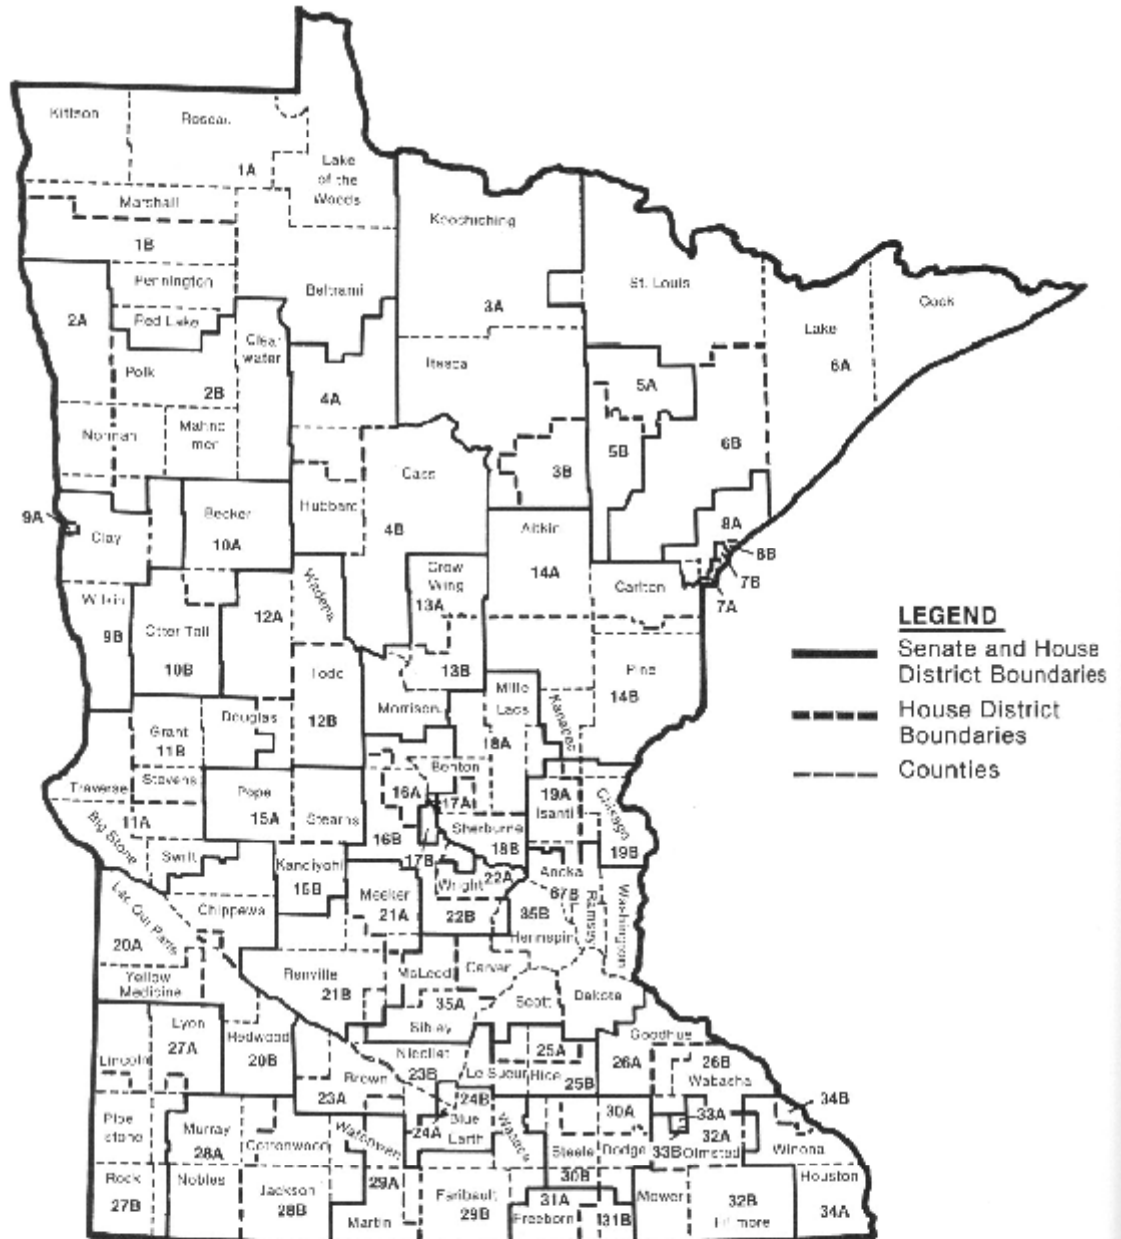 Kittson
Roseau
1A
Lake
of the
Woods
Marshall
1B
Koochiching
St. Louis
Cook
Lake
6A
Pennington
Beltrami
3A
2A
Red Lake
Clear
water
Polk
2B
Itasca
4A
5A
Norman
Mahno
men
6B
5B
3B
Cass
Hubbard
4B
9A
Clay
Becker
10A
Aitkin
8A
8B
7B
7A
14A
Carlton
Crow
Wing
13A
Wadena
12A
Wilkin
9B
Otter Tail
10B
LEGEND
Senate and House
District Boundaries
House District
Boundaries
Counties
Todd
12B
13B
Pine
14B
Mille
Lacs
Kanabec
Morrison
Douglas
Grant
11B
18A
Benton
Stevens
Traverse
11A
Pope
15A
Stearns
16A
17A
19A
Isanti
Chisago
Big Stone
16B
Sherburne
18B
19B
Swift
Kandiyohi
15B
17B
Wright
22A
Anoka
67B
Meeker
21A
22B
35B
Ramsey
Washington
Hennepin
Lac Qui Parle
Chippewa
20A
Yellow
Medicine
Renville
21B
McLeod
Carver
35A
Scott
Dakota
Sibley
Lyon
27A
Redwood
20B
Lincoln
Nicollet
23B
Le Sueur
Rice
25A
25B
Goodhue
26A
26B
Wabasha
Brown
23A
24B
24A
Blue
Earth
Waseca
34B
33A
30A
32A
33B
Olmsted
Winona
Pipe
stone
Murray
28A
Cottonwood
Watonwan
Steele
30B
Dodge
Rock
27B
Nobles
Jackson
28B
29A
Martin
Faribault
29B
31A
Freeborn
31B
Mower
32B
Fillmore
Houston
34A